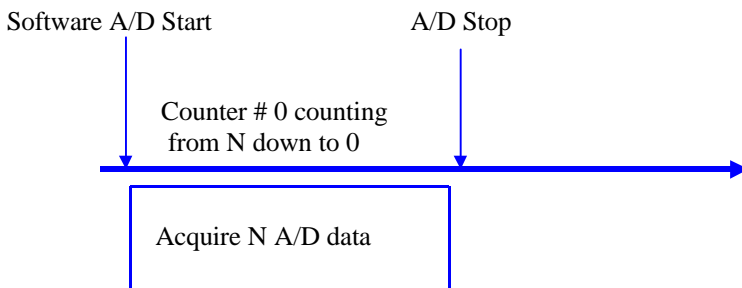 Software A/D Start
A/D Stop
Counter # 0 counting
from N down to 0
Acquire N A/D data